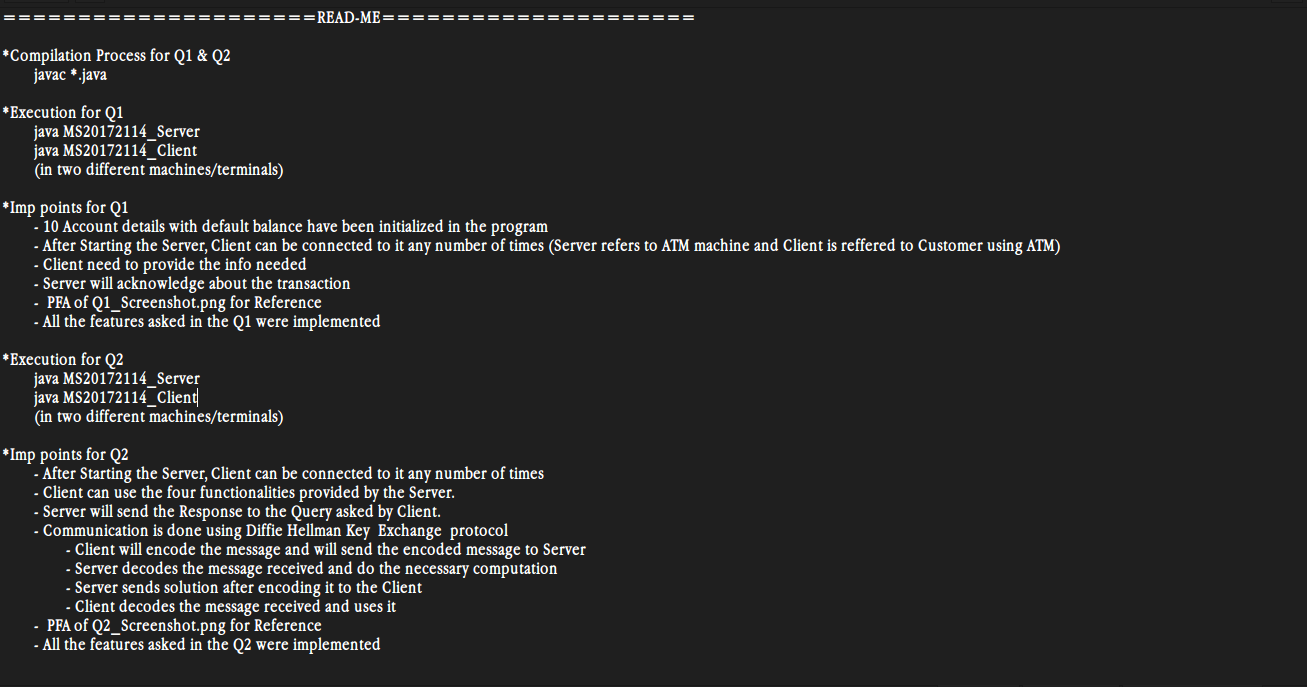 =====================READ-ME=====================
*Compilation Process for Q1 & Q2
javac *.java
*Execution for Q1
java MS20172114_Server
java MS20172114_Client
(in two different machines/terminals)
*Imp points for Q1
- 10 Account details with default balance have been initialized in the program
- After Starting the Server, Client can be connected to it any number of times (Server refers to ATM machine and Client is reffered to Customer using ATM)
- Client need to provide the info needed
- Server will acknowledge about the transaction
- PFA of Q1_Screenshot.png for Reference
- All the features asked in the Q1 were implemented
*Execution for Q2
java MS20172114_Server
java MS20172114_Client
(in two different machines/terminals)
*Imp points for Q2
- After Starting the Server, Client can be connected to it any number of times
- Client can use the four functionalities provided by the Server.
- Server will send the Response to the Query asked by Client.
- Communication is done using Diffie Hellman Key Exchange protocol
- Client will encode the message and will send the encoded message to Server
- Server decodes the message received and do the necessary computation
- Server sends solution after encoding it to the Client
- Client decodes the message received and uses it
- PFA of Q2_Screenshot.png for Reference
- All the features asked in the Q2 were implemented